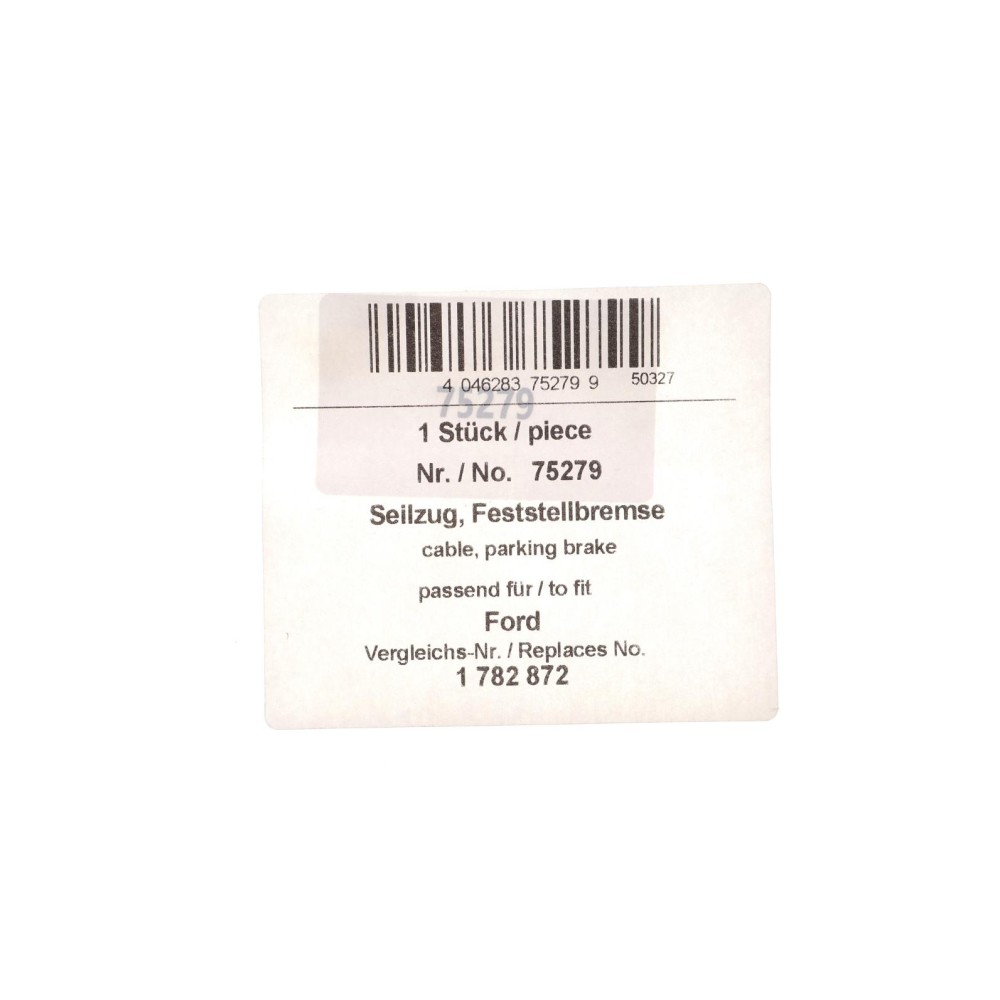 4 046283 75279 9 50327
75279
1 Stück / piece
Nr. / No. 75279
Seilzug, Feststellbremse
cable, parking brake
passend für / to fit
Ford
Vergleichs-Nr. / Replaces No.
1 782 872